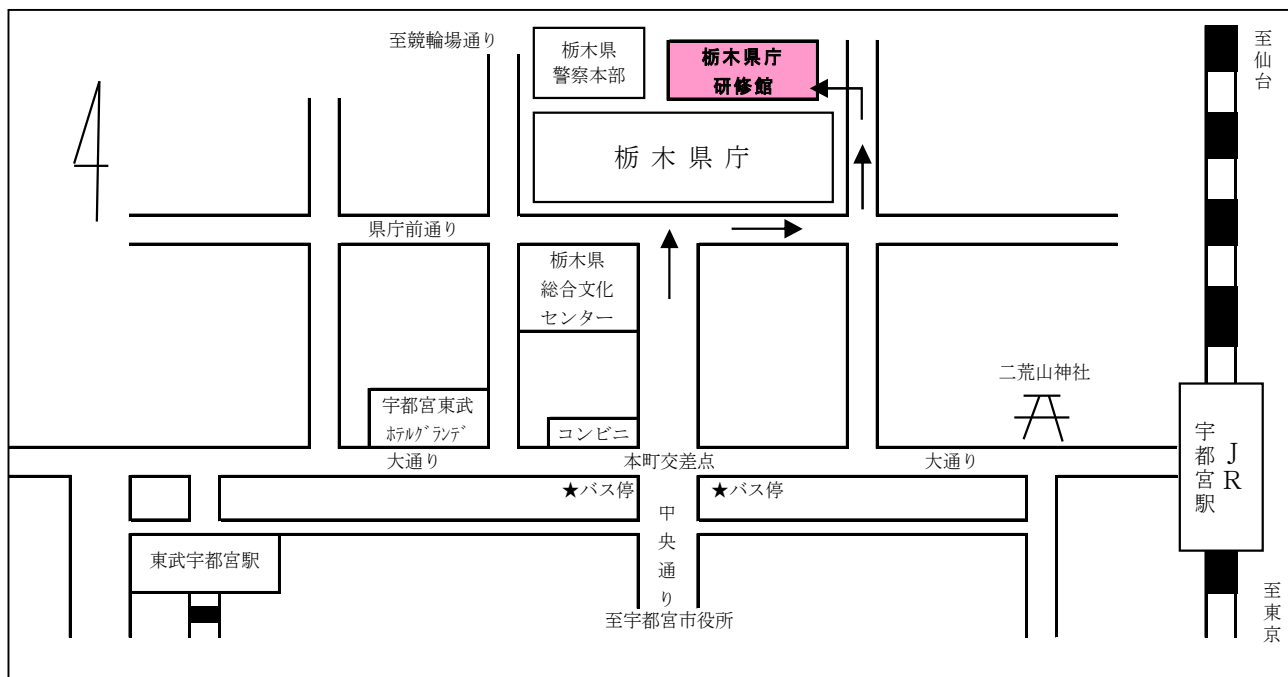 至競輪場通り
栃木県
警察本部
栃木県庁
研修館
至仙台
栃木県庁
県庁前通り
栃木県
総合文化
センター
二荒山神社
宇都宮東武
ﾎﾃﾙｸﾞﾗﾝﾃﾞ
コンビニ
JR
宇都宮駅
大通り
本町交差点
大通り
★バス停
★バス停
中央通り
東武宇都宮駅
至宇都宮市役所
至東京